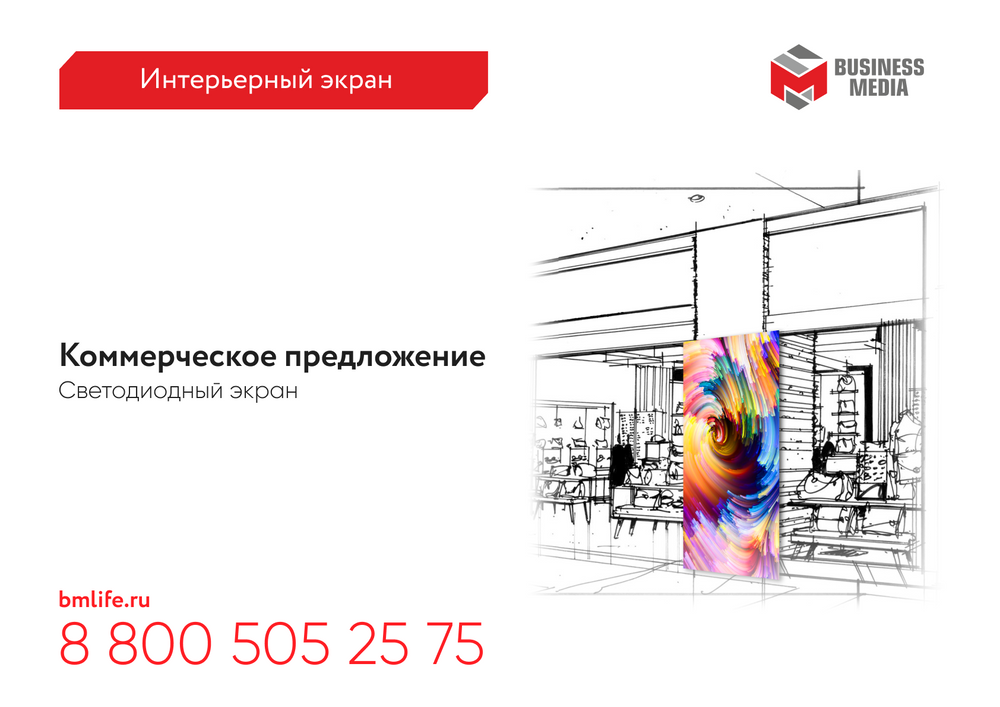 Интерьерный экран
BUSINESS
MEDIA
Коммерческое предложение
Светодиодный экран
bmlife.ru
8 800 505 25 75